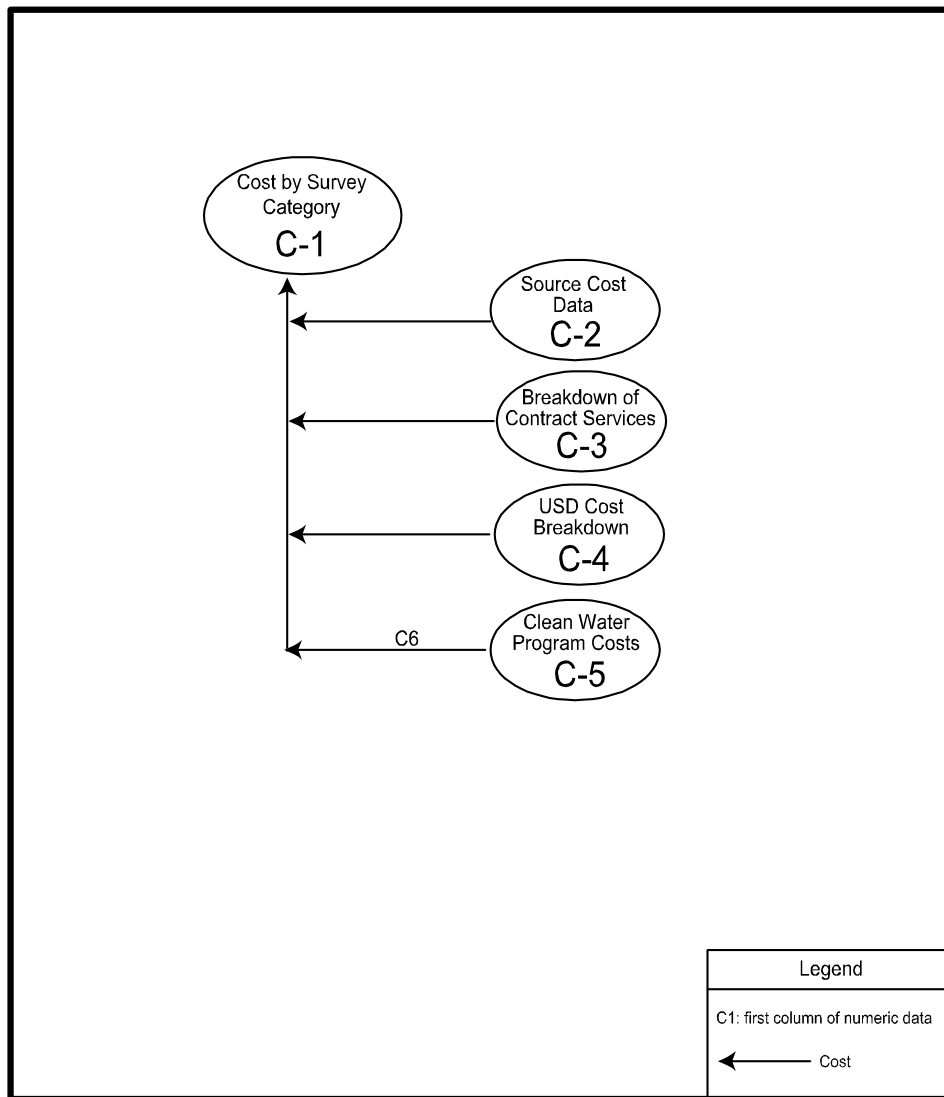 Cost by Survey
Category
C-1
Source Cost
Data
C-2
Breakdown of
Contract Services
C-3
USD Cost
Breakdown
C-4
Clean Water
Program Costs
C-5
C6
Legend
C1: first column of numeric data
Cost